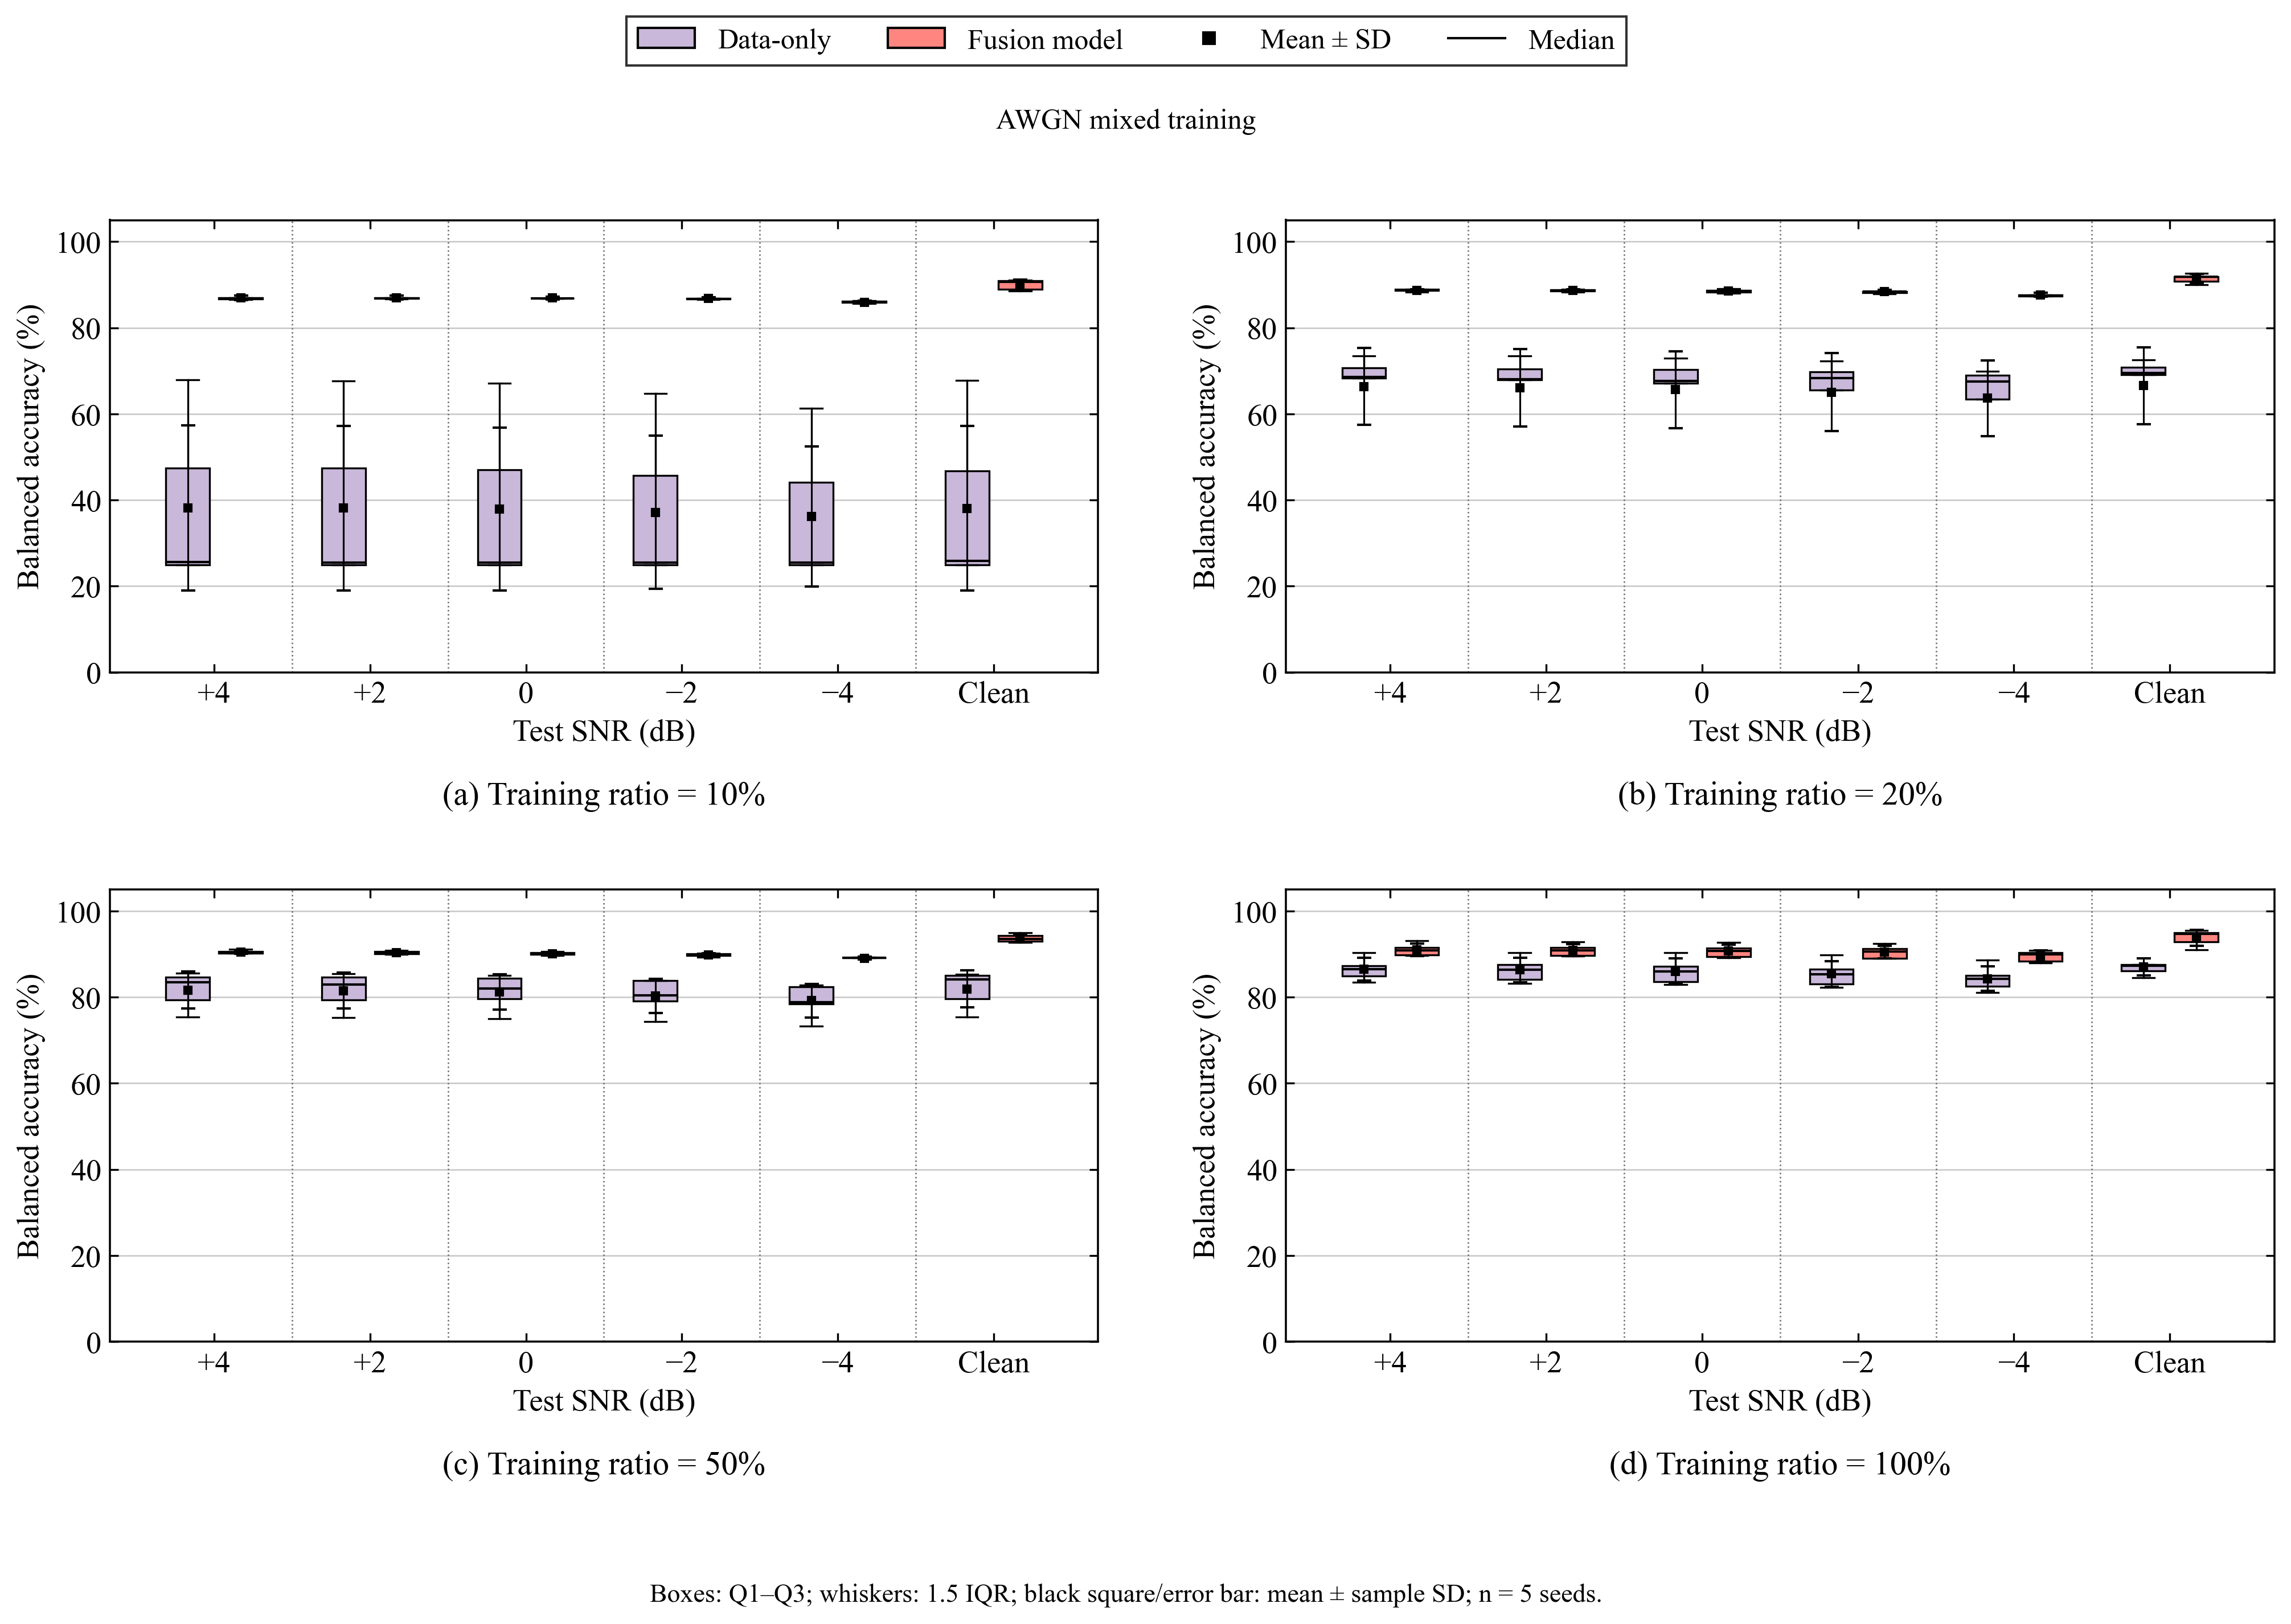 Data-only Fusion model Mean ± SD Median
AWGN mixed training
Balanced accuracy (%)
100
80
60
40
20
0
+4 +2 0 −2 −4 Clean
Test SNR (dB)
(a) Training ratio = 10%
Balanced accuracy (%)
100
80
60
40
20
0
+4 +2 0 −2 −4 Clean
Test SNR (dB)
(b) Training ratio = 20%
Balanced accuracy (%)
100
80
60
40
20
0
+4 +2 0 −2 −4 Clean
Test SNR (dB)
(c) Training ratio = 50%
Balanced accuracy (%)
100
80
60
40
20
0
+4 +2 0 −2 −4 Clean
Test SNR (dB)
(d) Training ratio = 100%
Boxes: Q1–Q3; whiskers: 1.5 IQR; black square/error bar: mean ± sample SD; n = 5 seeds.